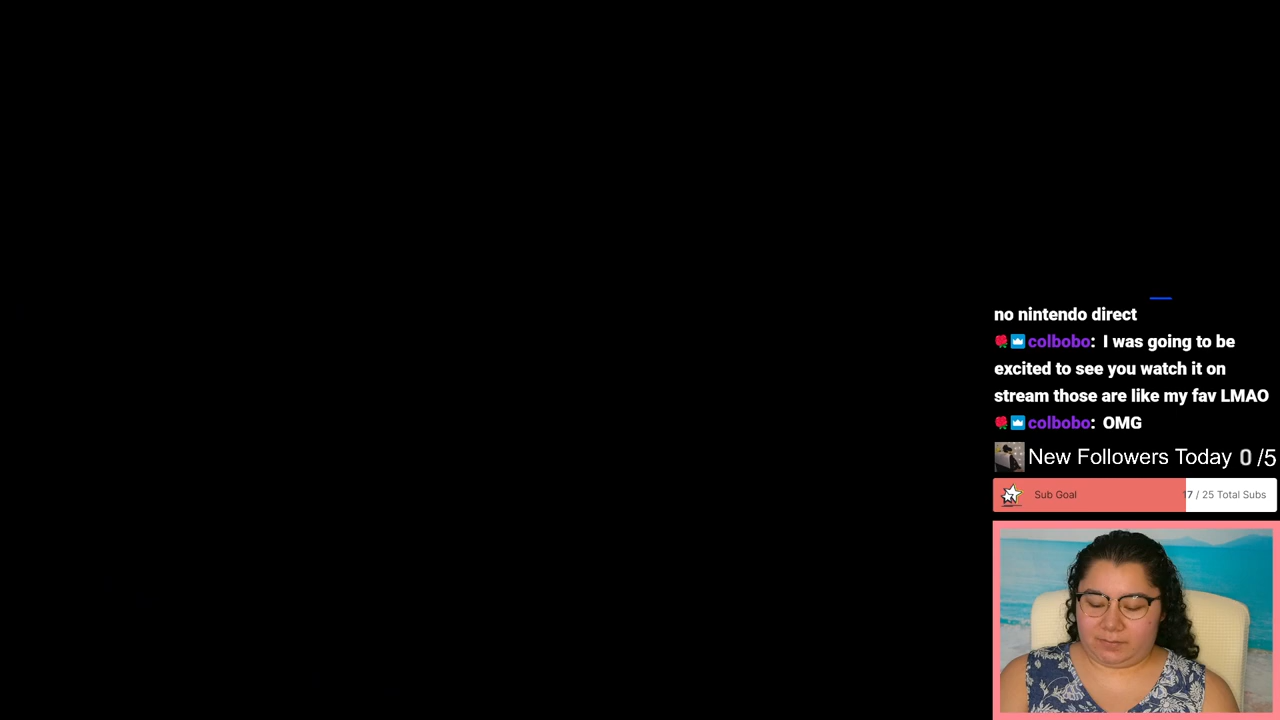 no nintendo direct
colbobo: I was going to be
excited to see you watch it on
stream those are like my fav LMAO
colbobo: OMG
New Followers Today 0 /5
Sub Goal 17 / 25 Total Subs